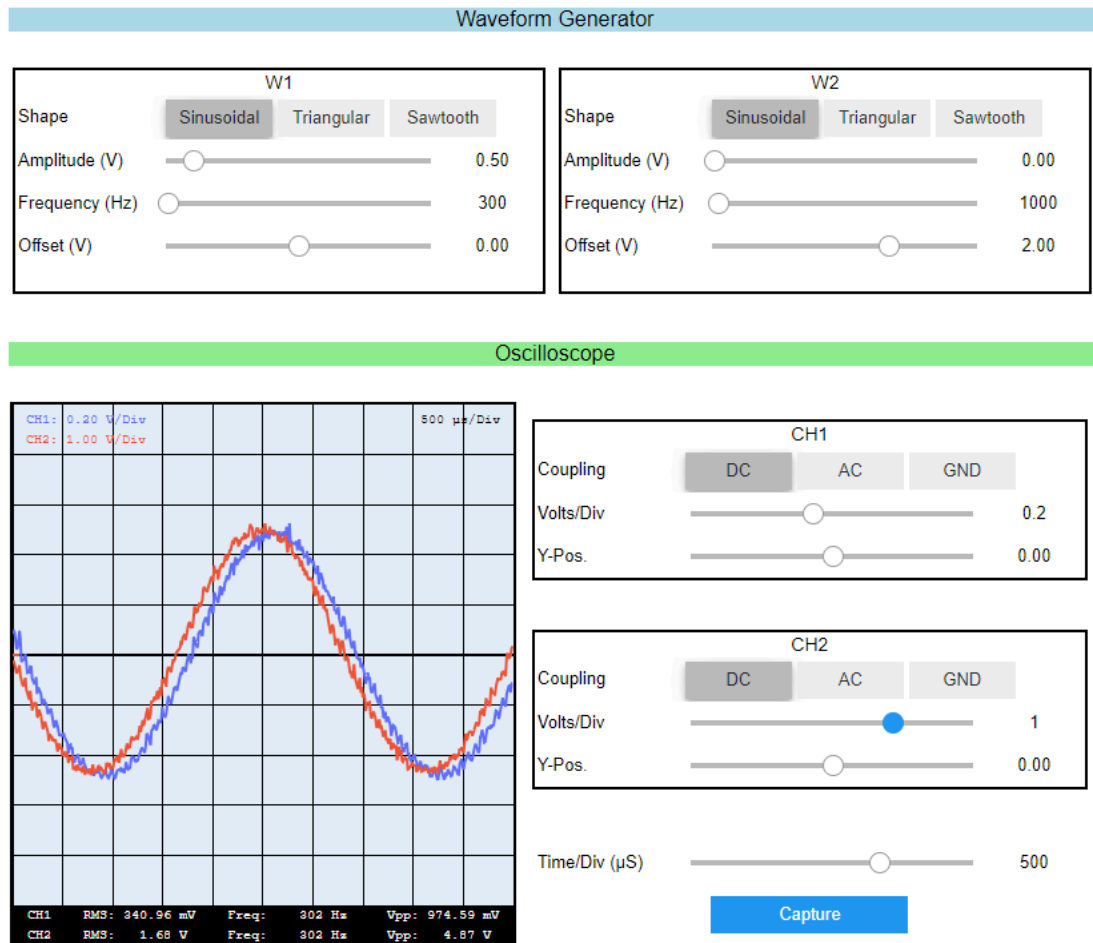 Waveform Generator
W1
Shape Sinusoidal Triangular Sawtooth
Amplitude (V) 0.50
Frequency (Hz) 300
Offset (V) 0.00
W2
Shape Sinusoidal Triangular Sawtooth
Amplitude (V) 0.00
Frequency (Hz) 1000
Offset (V) 2.00
Oscilloscope
CH1: 0.20 V/Div 500 µs/Div
CH2: 1.00 V/Div
CH1 RMS: 340.96 mV Freq: 302 Hz Vpp: 974.59 mV
CH2 RMS: 1.68 V Freq: 302 Hz Vpp: 4.87 V
CH1
Coupling DC AC GND
Volts/Div 0.2
Y-Pos. 0.00
CH2
Coupling DC AC GND
Volts/Div 1
Y-Pos. 0.00
Time/Div (µS) 500
Capture